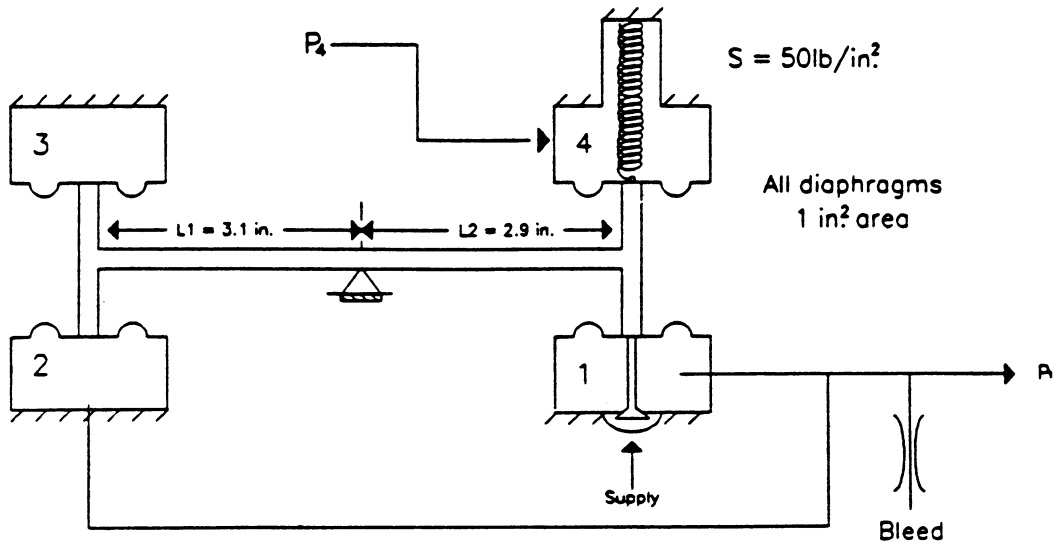 P4
S = 50lb/in.²
3
4
All diaphragms
1 in.² area
L1 = 3.1 in.
L2 = 2.9 in.
2
1
Supply
Bleed